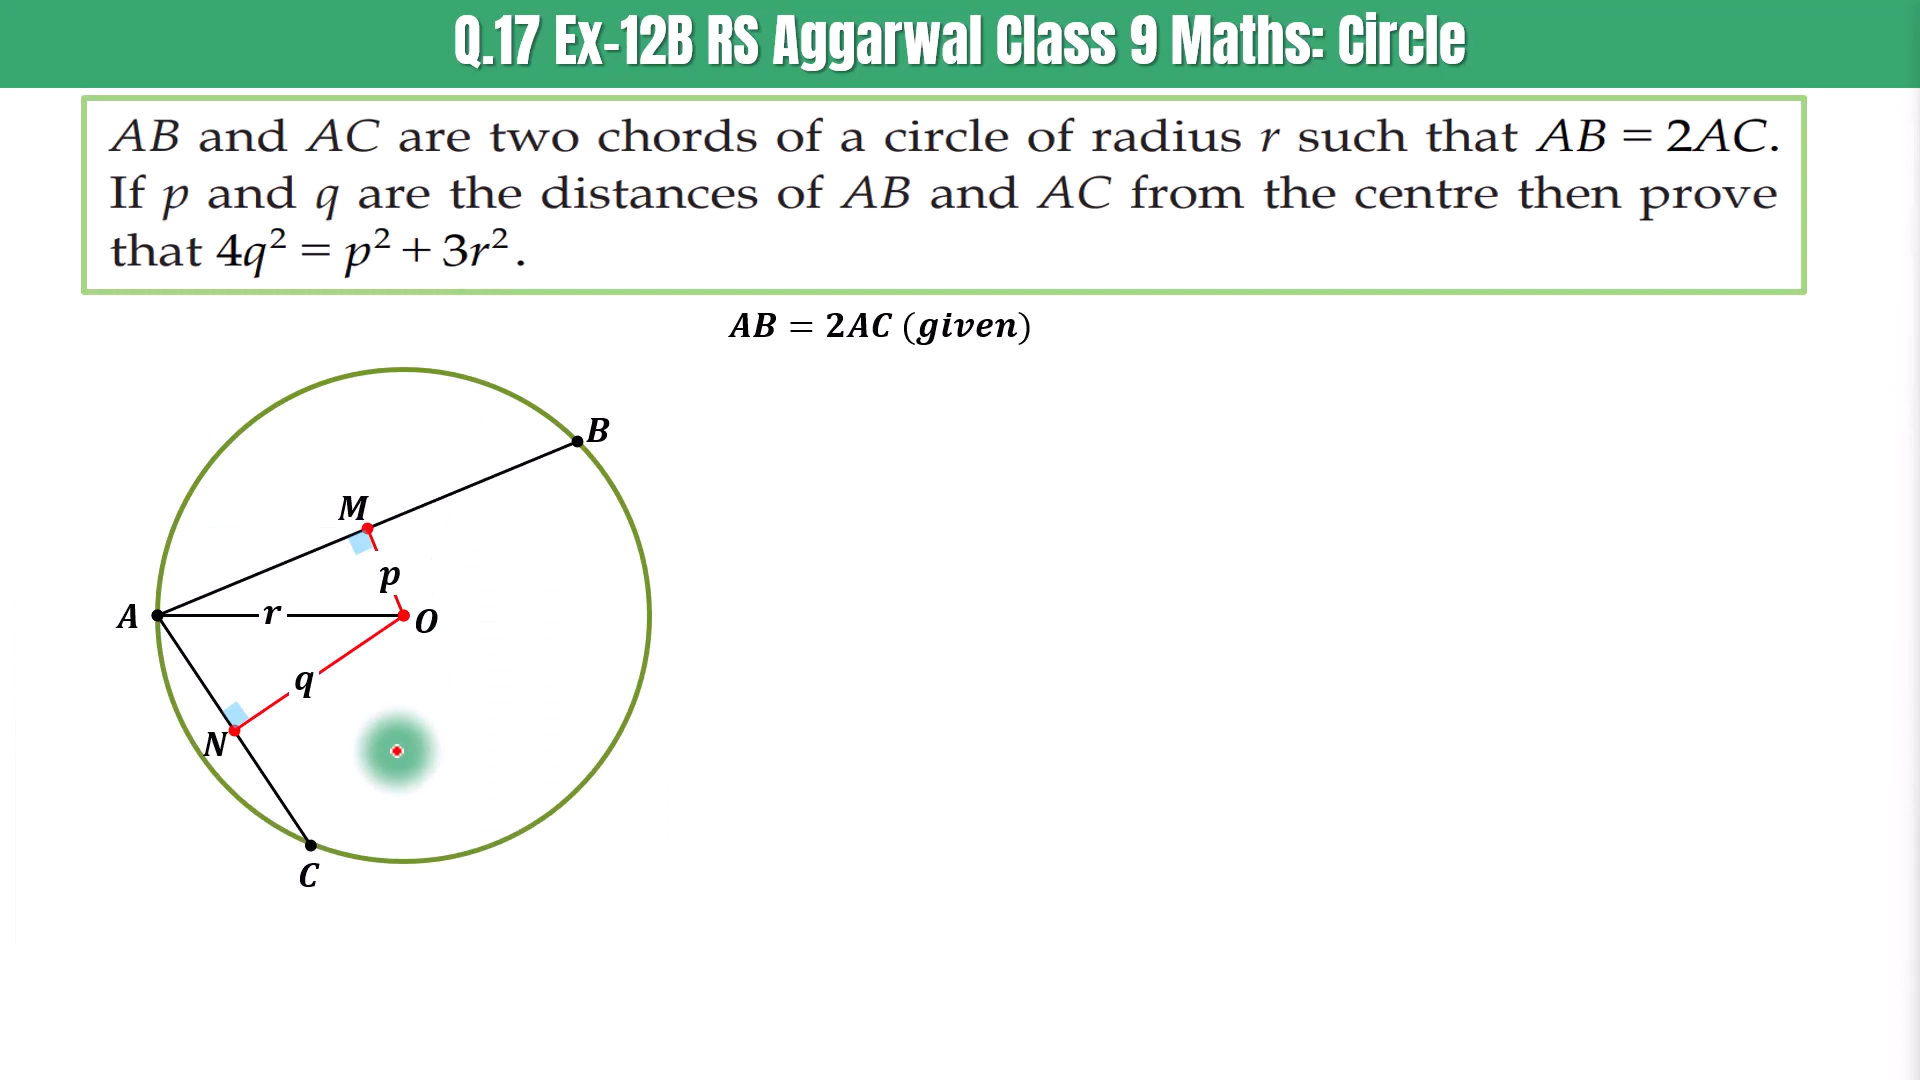 Q.17 Ex-12B RS Aggarwal Class 9 Maths: Circle
AB and AC are two chords of a circle of radius r such that AB = 2AC.
If p and q are the distances of AB and AC from the centre then prove
that 4q² = p² + 3r².
AB = 2AC (given)
B
M
p
A
r
O
q
N
C